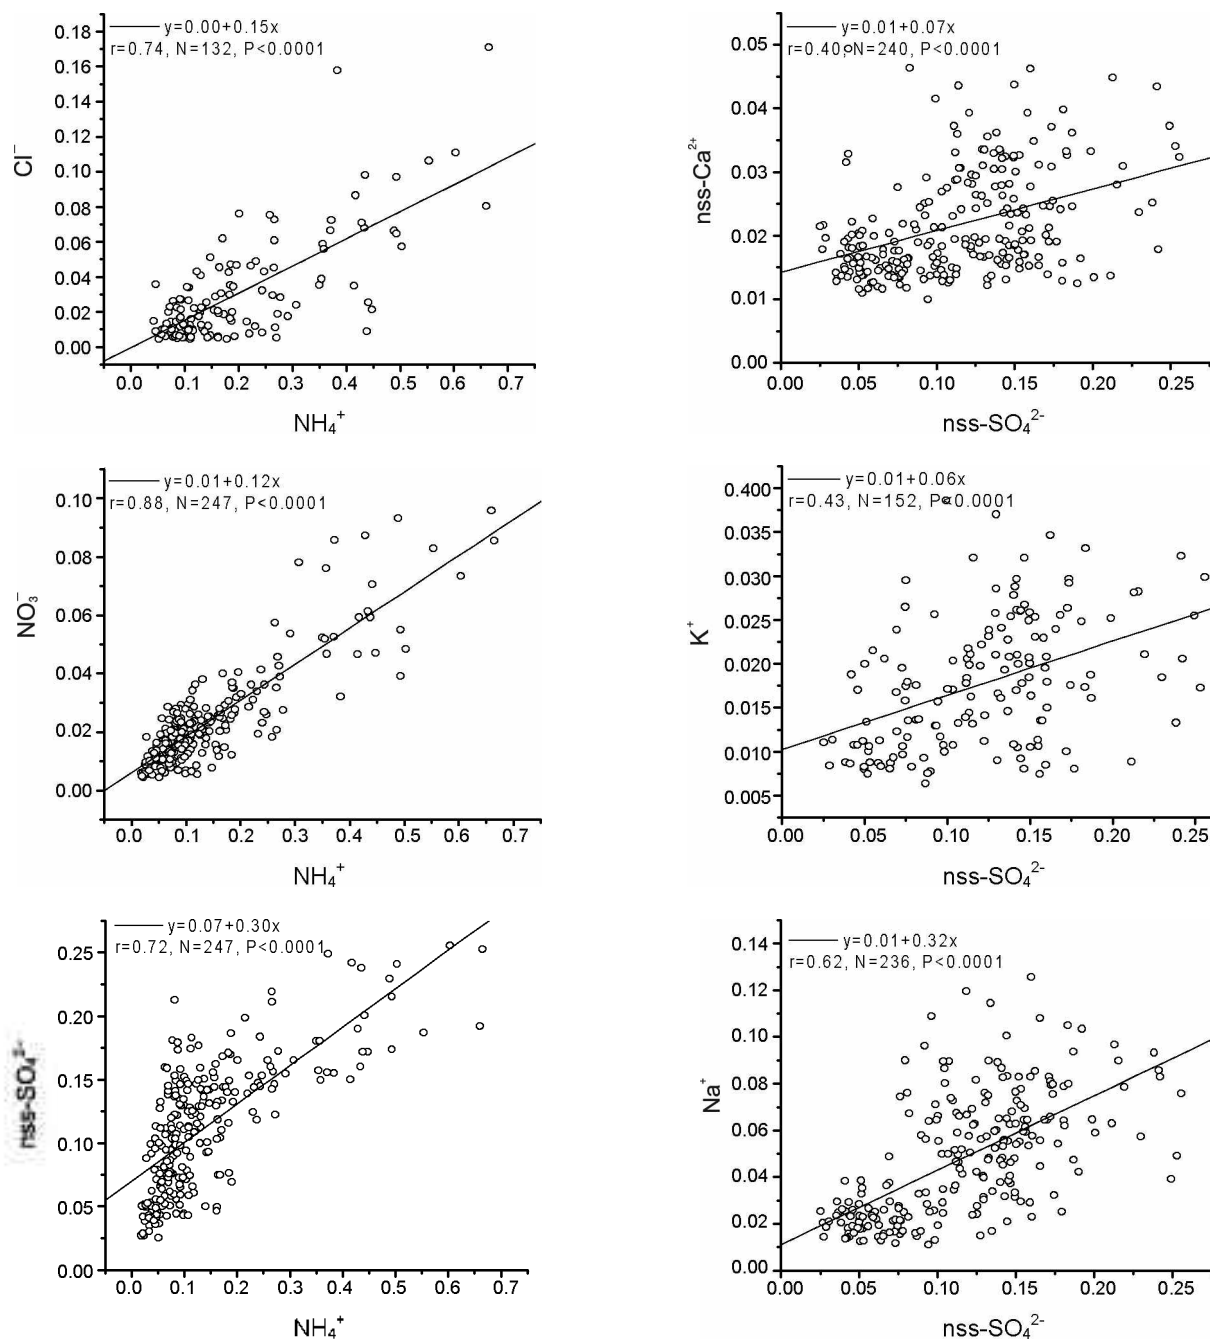 y=0.00+0.15x
r=0.74, N=132, P<0.0001
0.18
0.16
0.14
0.12
0.10
0.08
0.06
0.04
0.02
0.00
Cl⁻
0.0 0.1 0.2 0.3 0.4 0.5 0.6 0.7
NH₄⁺
y=0.01+0.07x
r=0.40, N=240, P<0.0001
0.05
0.04
0.03
0.02
0.01
0.00
nss-Ca²⁺
0.00 0.05 0.10 0.15 0.20 0.25
nss-SO₄²⁻
y=0.01+0.12x
r=0.88, N=247, P<0.0001
0.10
0.08
0.06
0.04
0.02
0.00
NO₃⁻
0.0 0.1 0.2 0.3 0.4 0.5 0.6 0.7
NH₄⁺
y=0.01+0.06x
r=0.43, N=152, P<0.0001
0.400
0.035
0.030
0.025
0.020
0.015
0.010
0.005
K⁺
0.00 0.05 0.10 0.15 0.20 0.25
nss-SO₄²⁻
y=0.07+0.30x
r=0.72, N=247, P<0.0001
0.25
0.20
0.15
0.10
0.05
0.00
nss-SO₄²⁻
0.0 0.1 0.2 0.3 0.4 0.5 0.6 0.7
NH₄⁺
y=0.01+0.32x
r=0.62, N=236, P<0.0001
0.14
0.12
0.10
0.08
0.06
0.04
0.02
0.00
Na⁺
0.00 0.05 0.10 0.15 0.20 0.25
nss-SO₄²⁻